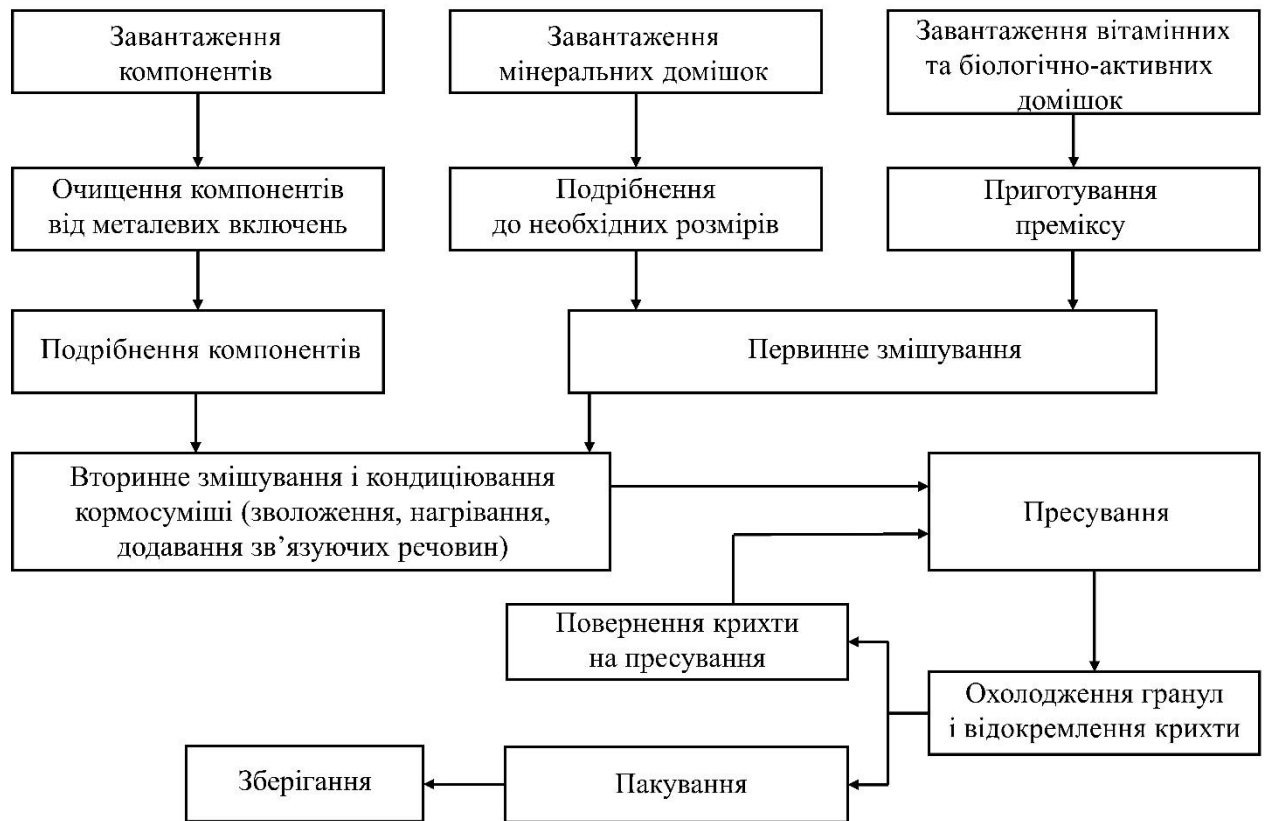 Завантаження
компонентів
Завантаження
мінеральних домішок
Завантаження вітамінних
та біологічно-активних
домішок
Очищення компонентів
від металевих включень
Подрібнення
до необхідних розмірів
Приготування
преміксу
Подрібнення компонентів
Первинне змішування
Вторинне змішування і кондиціювання
кормосуміші (зволоження, нагрівання,
додавання зв’язуючих речовин)
Пресування
Повернення крихти
на пресування
Охолодження гранул
і відокремлення крихти
Зберігання
Пакування